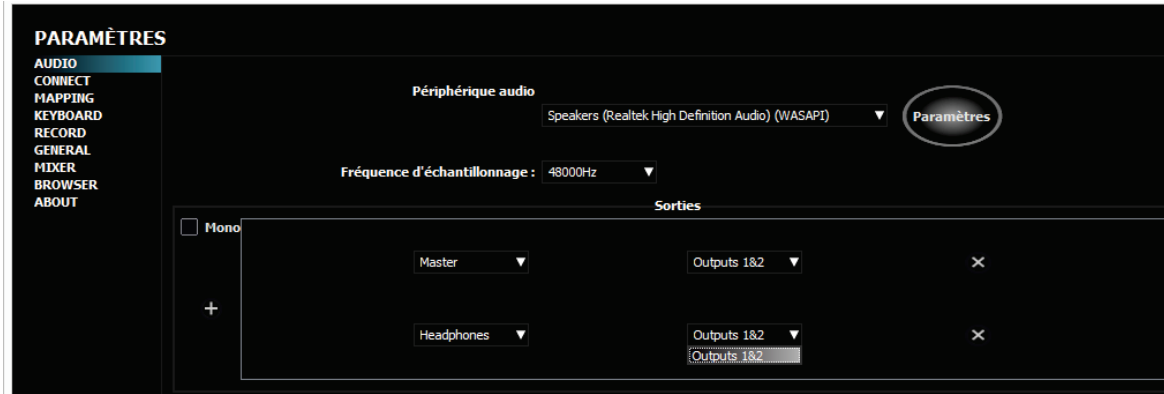 PARAMÈTRES
AUDIO
CONNECT
MAPPING
KEYBOARD
RECORD
GENERAL
MIXER
BROWSER
ABOUT
Périphérique audio
Speakers (Realtek High Definition Audio) (WASAPI)
Paramètres
Fréquence d'échantillonnage : 48000Hz
Sorties
Mono
Master Outputs 1&2
Headphones Outputs 1&2
Outputs 1&2